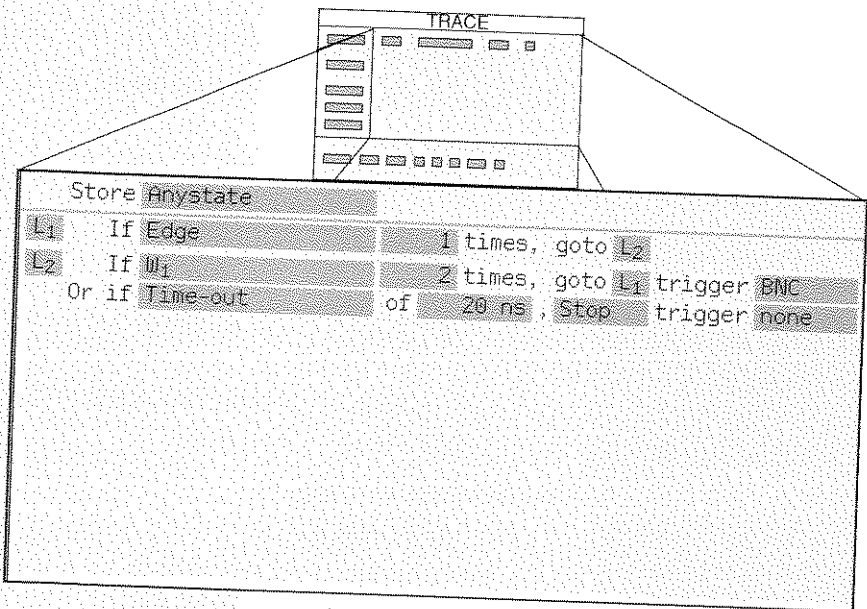 TRACE
Store Anystate
L1 If Edge 1 times, goto L2
L2 If W1 2 times, goto L1 trigger BNC
Or if Time-out of 20 ns , Stop trigger none